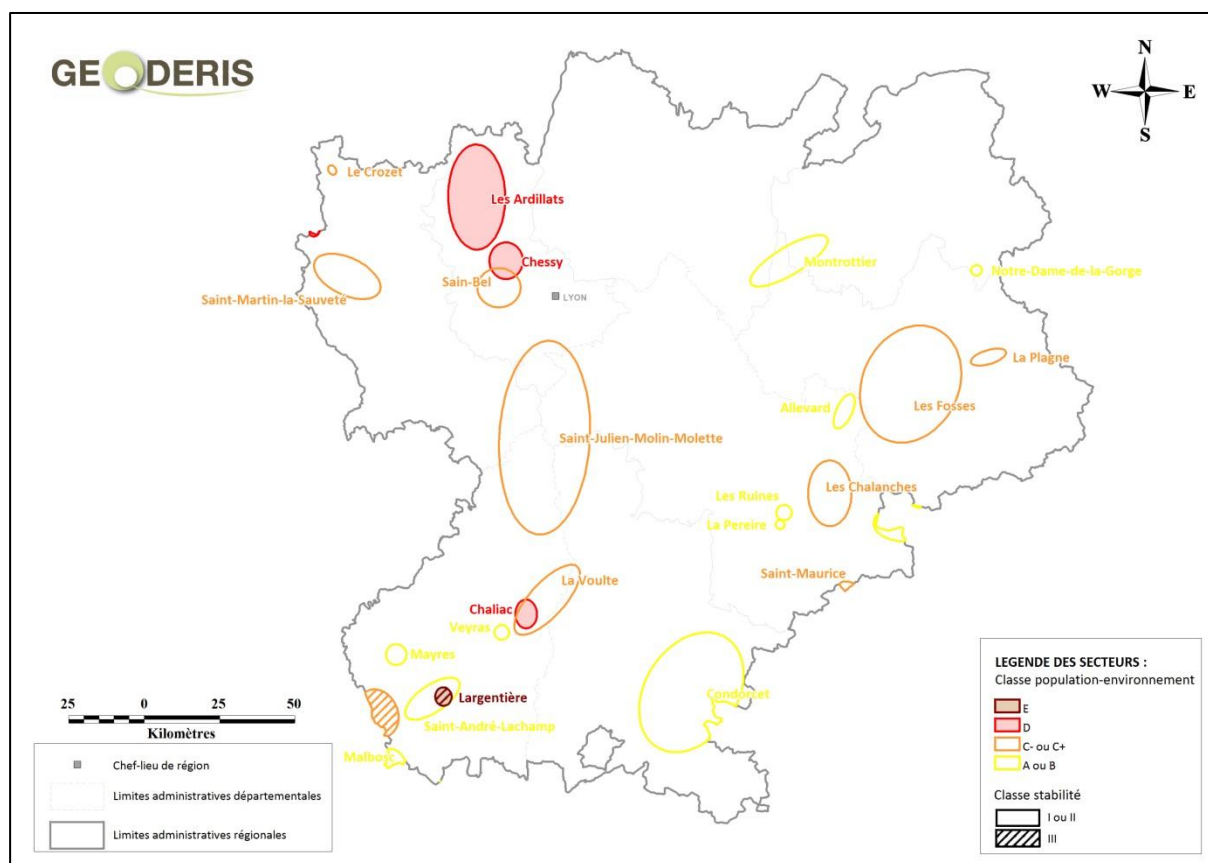 GEODERIS
N
W E
S
Le Crozet
Les Ardillats
Chessy
Sain-Bel
LYON
Saint-Martin-la-Sauveté
Montrottier
Notre-Dame-de-la-Gorge
La Plagne
Les Fosses
Allevard
Saint-Julien-Molin-Molette
Les Chalanches
Les Ruines
La Pereire
Saint-Maurice
La Voulte
Chaliac
Veyras
Mayres
Largentière
Condorcet
Saint-André-Lachamp
Malbosc
25 0 25 50
Kilomètres
Chef-lieu de région
Limites administratives départementales
Limites administratives régionales
LEGENDE DES SECTEURS :
Classe population-environnement
E
D
C- ou C+
A ou B
Classe stabilité
I ou II
III